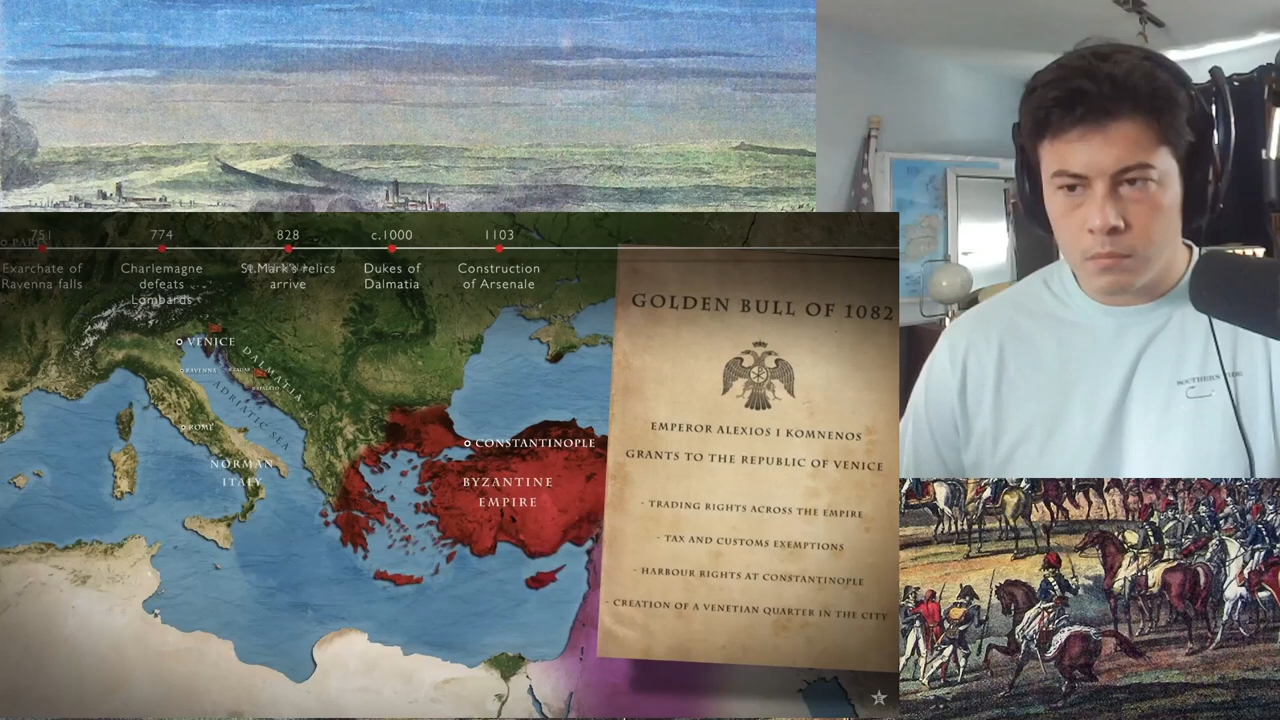 751
774
828
c.1000
1103
Exarchate of
Ravenna falls
Charlemagne
defeats
Lombards
St.Mark's relics
arrive
Dukes of
Dalmatia
Construction
of Arsenale
VENICE
RAVENNA
ZADAR
SPALATO
DALMATIA
ADRIATIC SEA
ROME
NORMAN
ITALY
CONSTANTINOPLE
BYZANTINE
EMPIRE
GOLDEN BULL OF 1082
EMPEROR ALEXIOS I KOMNENOS
GRANTS TO THE REPUBLIC OF VENICE
- TRADING RIGHTS ACROSS THE EMPIRE
- TAX AND CUSTOMS EXEMPTIONS
- HARBOUR RIGHTS AT CONSTANTINOPLE
- CREATION OF A VENETIAN QUARTER IN THE CITY